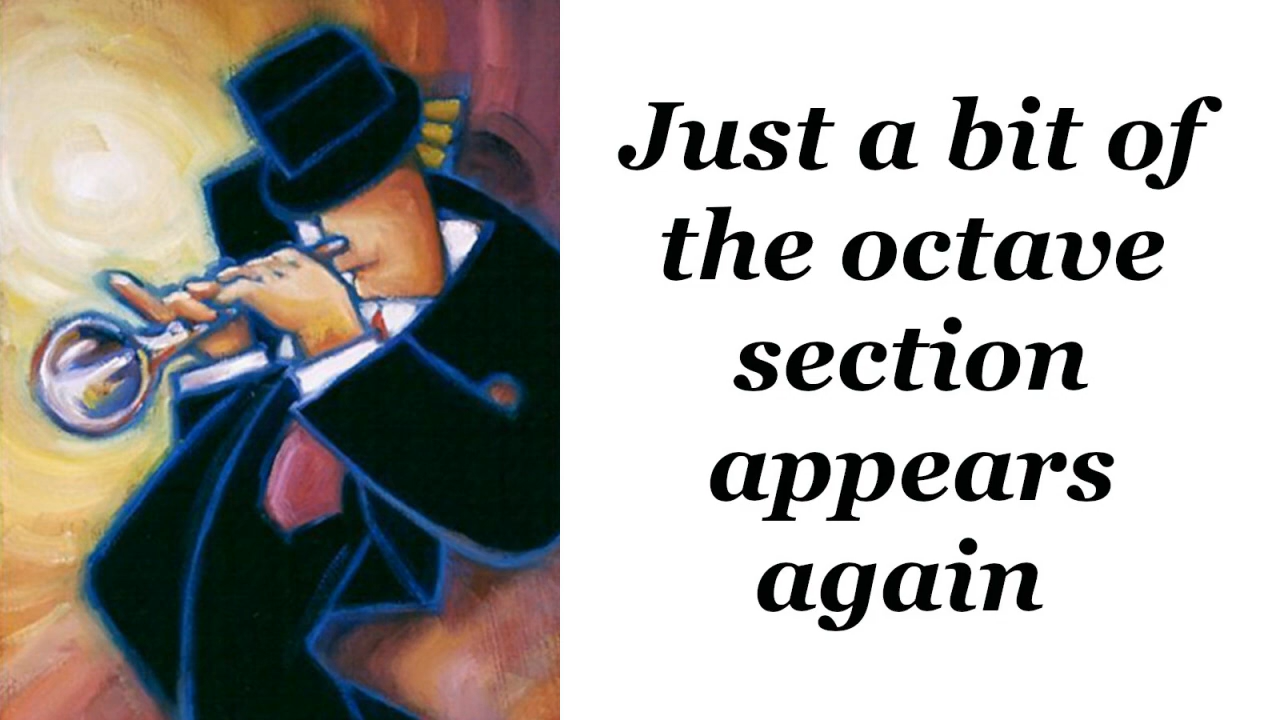 Just a bit of
the octave
section
appears
again